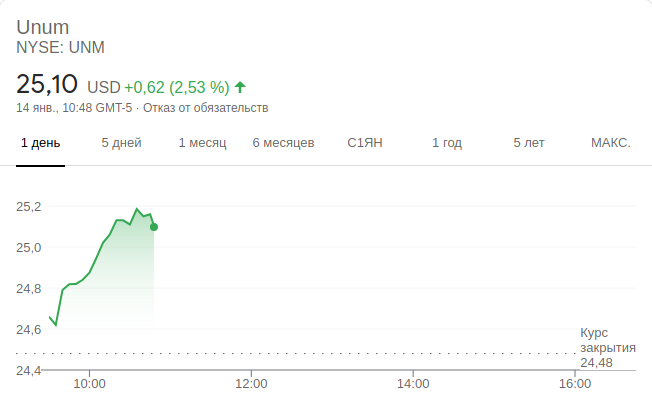 Unum
NYSE: UNM
25,10 USD +0,62 (2,53 %)
14 янв., 10:48 GMT-5 · Отказ от обязательств
1 день 5 дней 1 месяц 6 месяцев С1ЯН 1 год 5 лет МАКС.
25,2
25,0
24,8
24,6
Курс
закрытия
24,48
24,4
10:00 12:00 14:00 16:00